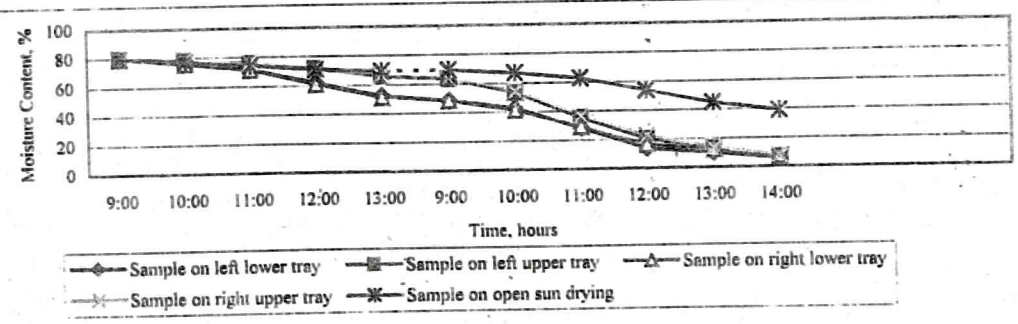 Moisture Content, %
100
80
60
40
20
0
9:00 10:00 11:00 12:00 13:00 9:00 10:00 11:00 12:00 13:00 14:00
Time, hours
Sample on left lower tray Sample on left upper tray Sample on right lower tray
Sample on right upper tray Sample on open sun drying